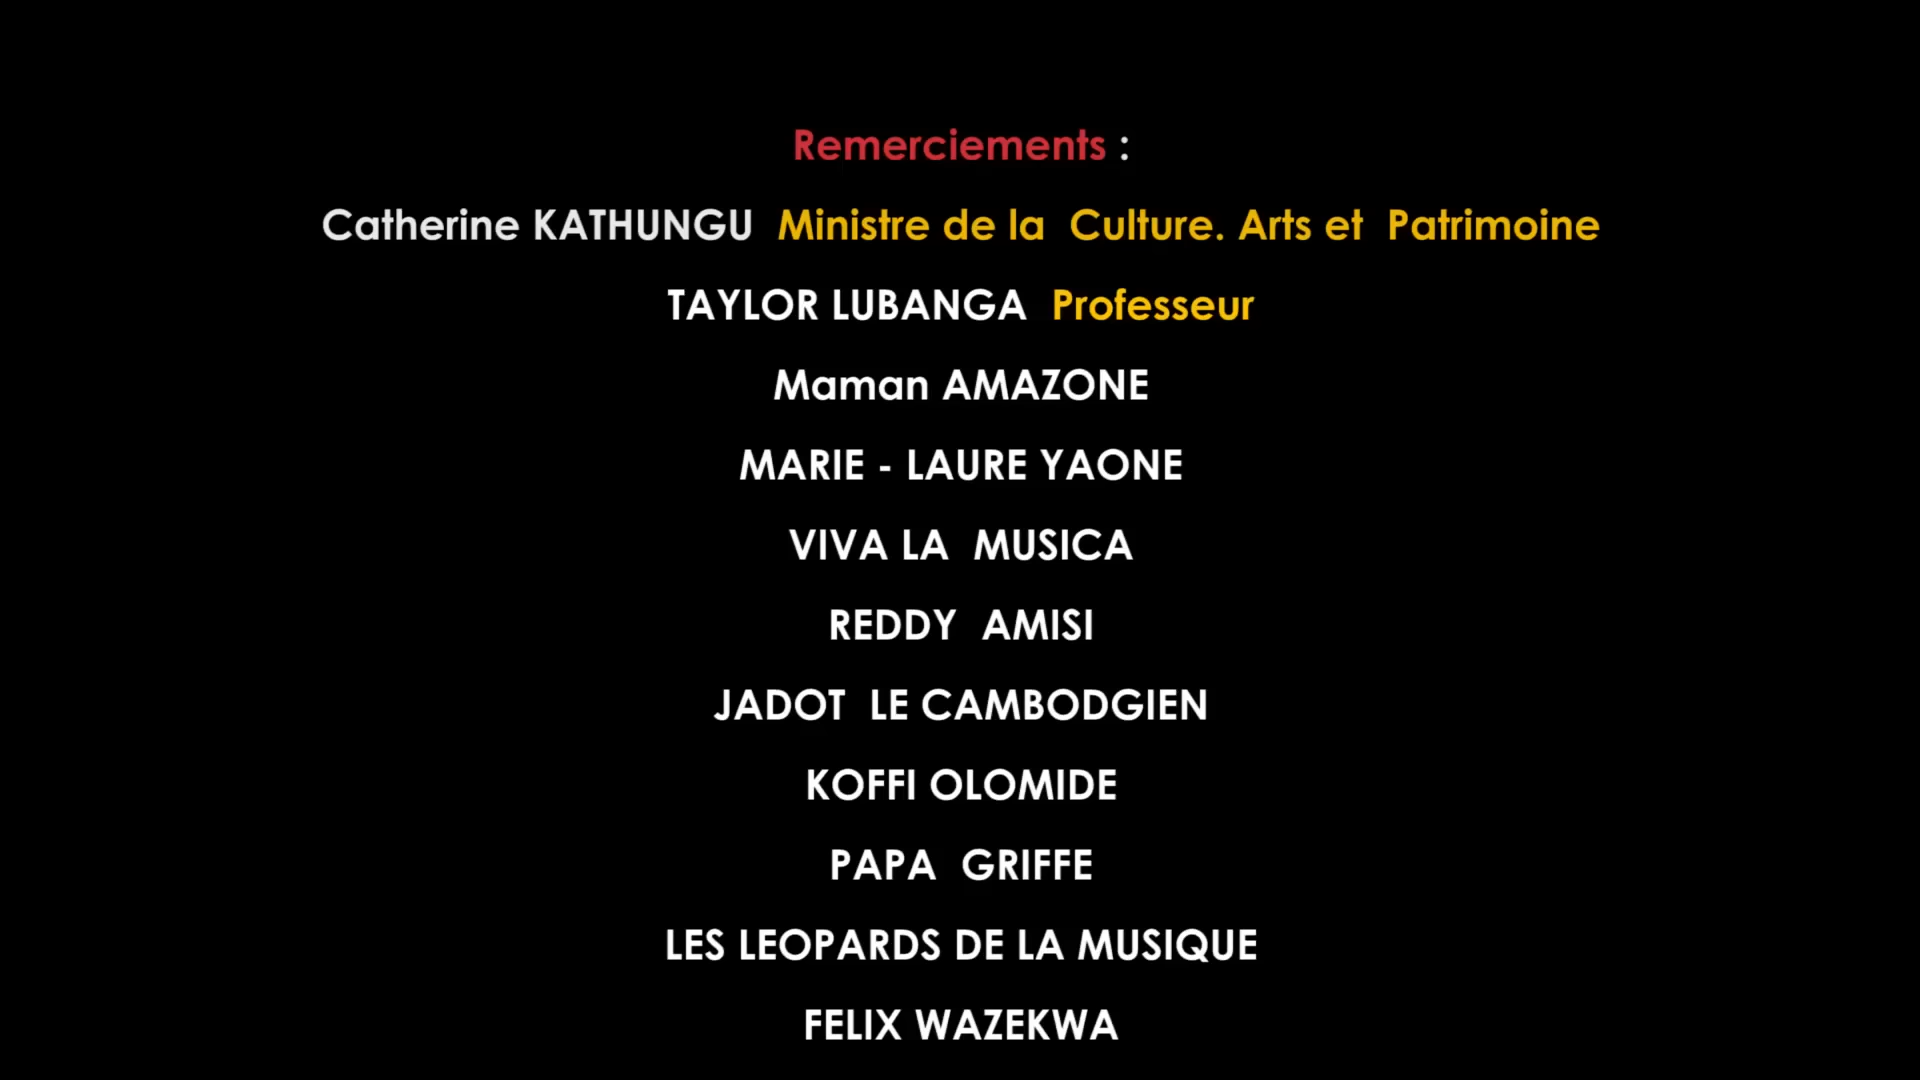 Remerciements :
Catherine KATHUNGU Ministre de la Culture. Arts et Patrimoine
TAYLOR LUBANGA Professeur
Maman AMAZONE
MARIE - LAURE YAONE
VIVA LA MUSICA
REDDY AMISI
JADOT LE CAMBODGIEN
KOFFI OLOMIDE
PAPA GRIFFE
LES LEOPARDS DE LA MUSIQUE
FELIX WAZEKWA